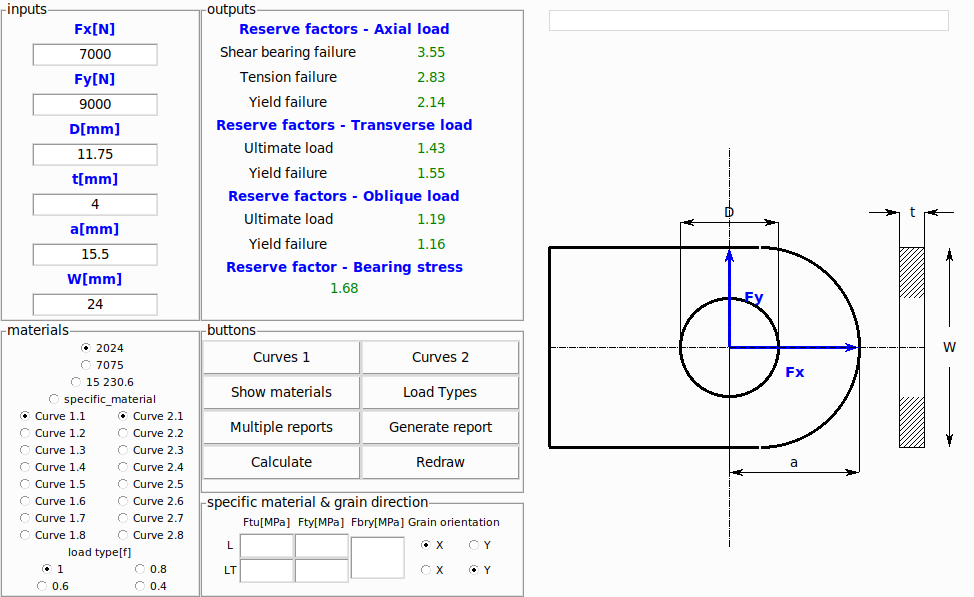 inputs
Fx[N]
7000
Fy[N]
9000
D[mm]
11.75
t[mm]
4
a[mm]
15.5
W[mm]
24
outputs
Reserve factors - Axial load
Shear bearing failure 3.55
Tension failure 2.83
Yield failure 2.14
Reserve factors - Transverse load
Ultimate load 1.43
Yield failure 1.55
Reserve factors - Oblique load
Ultimate load 1.19
Yield failure 1.16
Reserve factor - Bearing stress
1.68
materials
2024
7075
15 230.6
specific_material
Curve 1.1 Curve 2.1
Curve 1.2 Curve 2.2
Curve 1.3 Curve 2.3
Curve 1.4 Curve 2.4
Curve 1.5 Curve 2.5
Curve 1.6 Curve 2.6
Curve 1.7 Curve 2.7
Curve 1.8 Curve 2.8
load type[f]
1 0.8
0.6 0.4
buttons
Curves 1 Curves 2
Show materials Load Types
Multiple reports Generate report
Calculate Redraw
specific material & grain direction
Ftu[MPa] Fty[MPa] Fbry[MPa] Grain orientation
L X Y
LT X Y
D
t
Fy
W
Fx
a